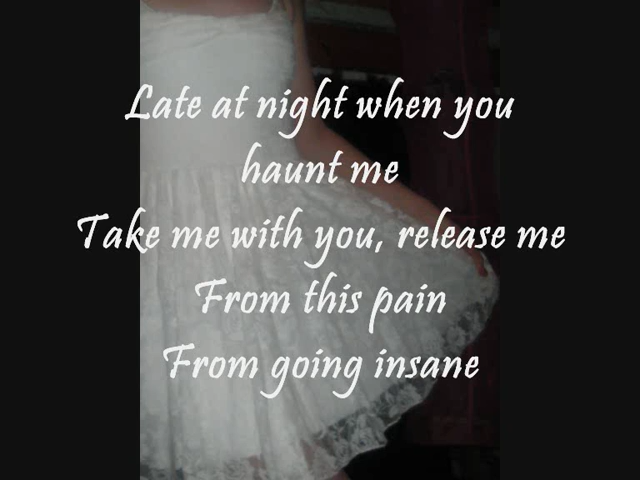 Late at night when you
haunt me
Take me with you, release me
From this pain
From going insane